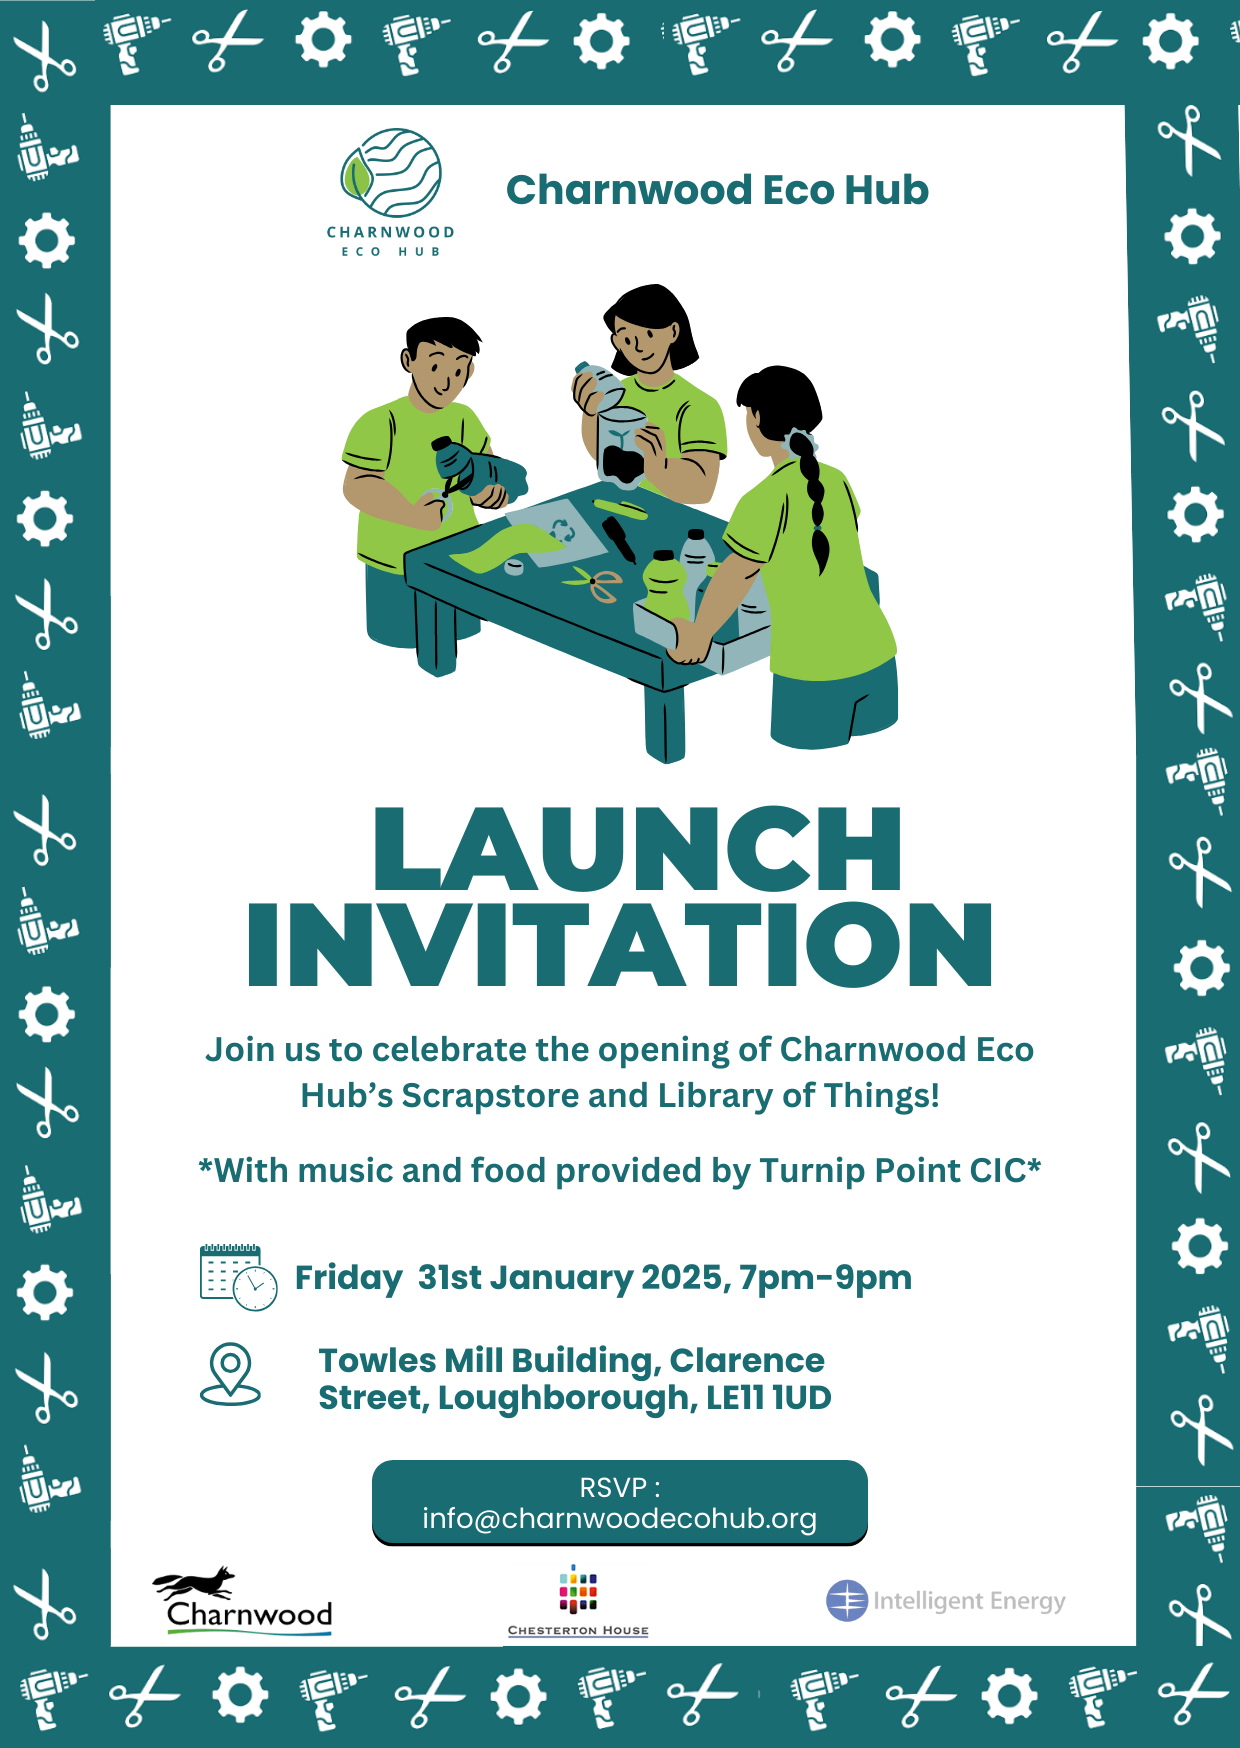 CHARNWOOD
ECO HUB
Charnwood Eco Hub
LAUNCH
INVITATION
Join us to celebrate the opening of Charnwood Eco
Hub’s Scrapstore and Library of Things!
*With music and food provided by Turnip Point CIC*
Friday 31st January 2025, 7pm-9pm
Towles Mill Building, Clarence
Street, Loughborough, LE11 1UD
RSVP :
info@charnwoodecohub.org
Charnwood
CHESTERTON HOUSE
Intelligent Energy